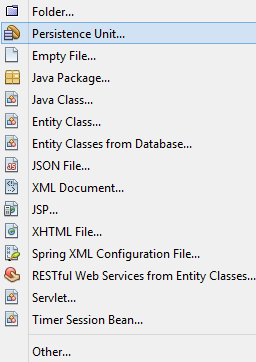 Folder...
Persistence Unit...
Empty File...
Java Package...
Java Class...
Entity Class...
Entity Classes from Database...
JSON File...
XML Document...
JSP...
XHTML File...
Spring XML Configuration File...
RESTful Web Services from Entity Classes...
Servlet...
Timer Session Bean...
Other...